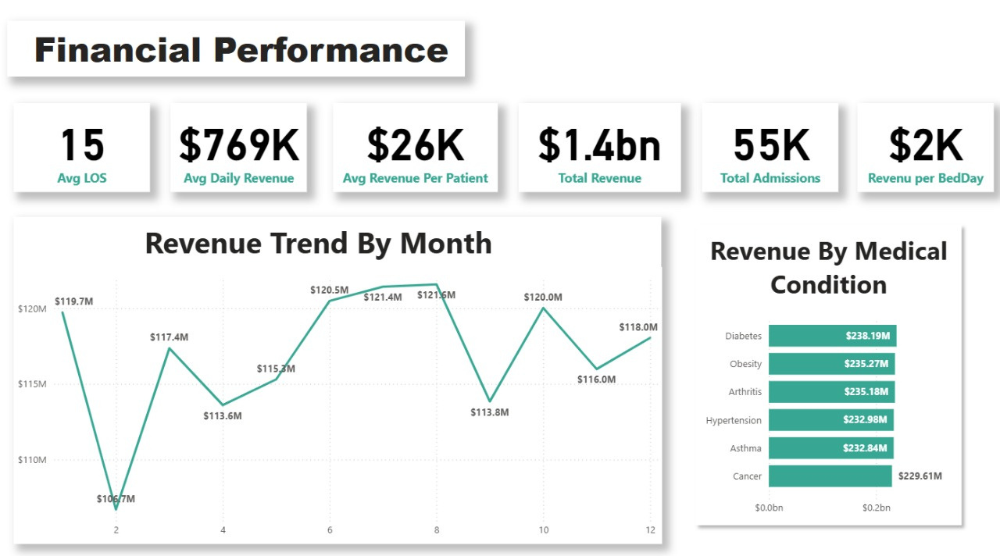 Financial Performance
15
Avg LOS
$769K
Avg Daily Revenue
$26K
Avg Revenue Per Patient
$1.4bn
Total Revenue
55K
Total Admissions
$2K
Revenu per BedDay
Revenue Trend By Month
$120M
$115M
$110M
$119.7M
$106.7M
$117.4M
$113.6M
$115.3M
$120.5M
$121.4M
$121.6M
$113.8M
$120.0M
$116.0M
$118.0M
2
4
6
8
10
12
Revenue By Medical
Condition
Diabetes $238.19M
Obesity $235.27M
Arthritis $235.18M
Hypertension $232.98M
Asthma $232.84M
Cancer $229.61M
$0.0bn $0.2bn